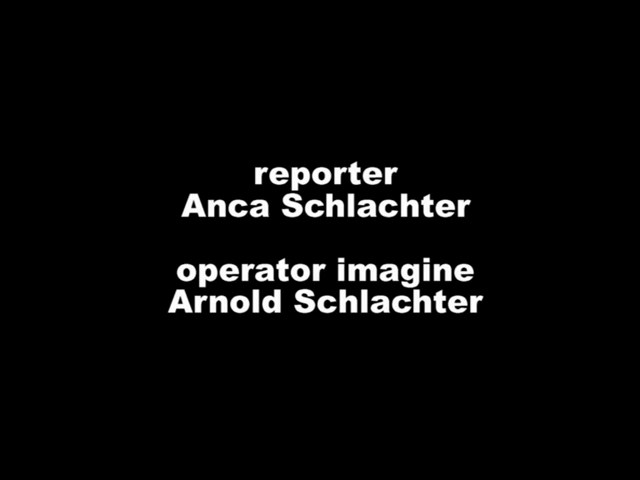 reporter
Anca Schlachter
operator imagine
Arnold Schlachter